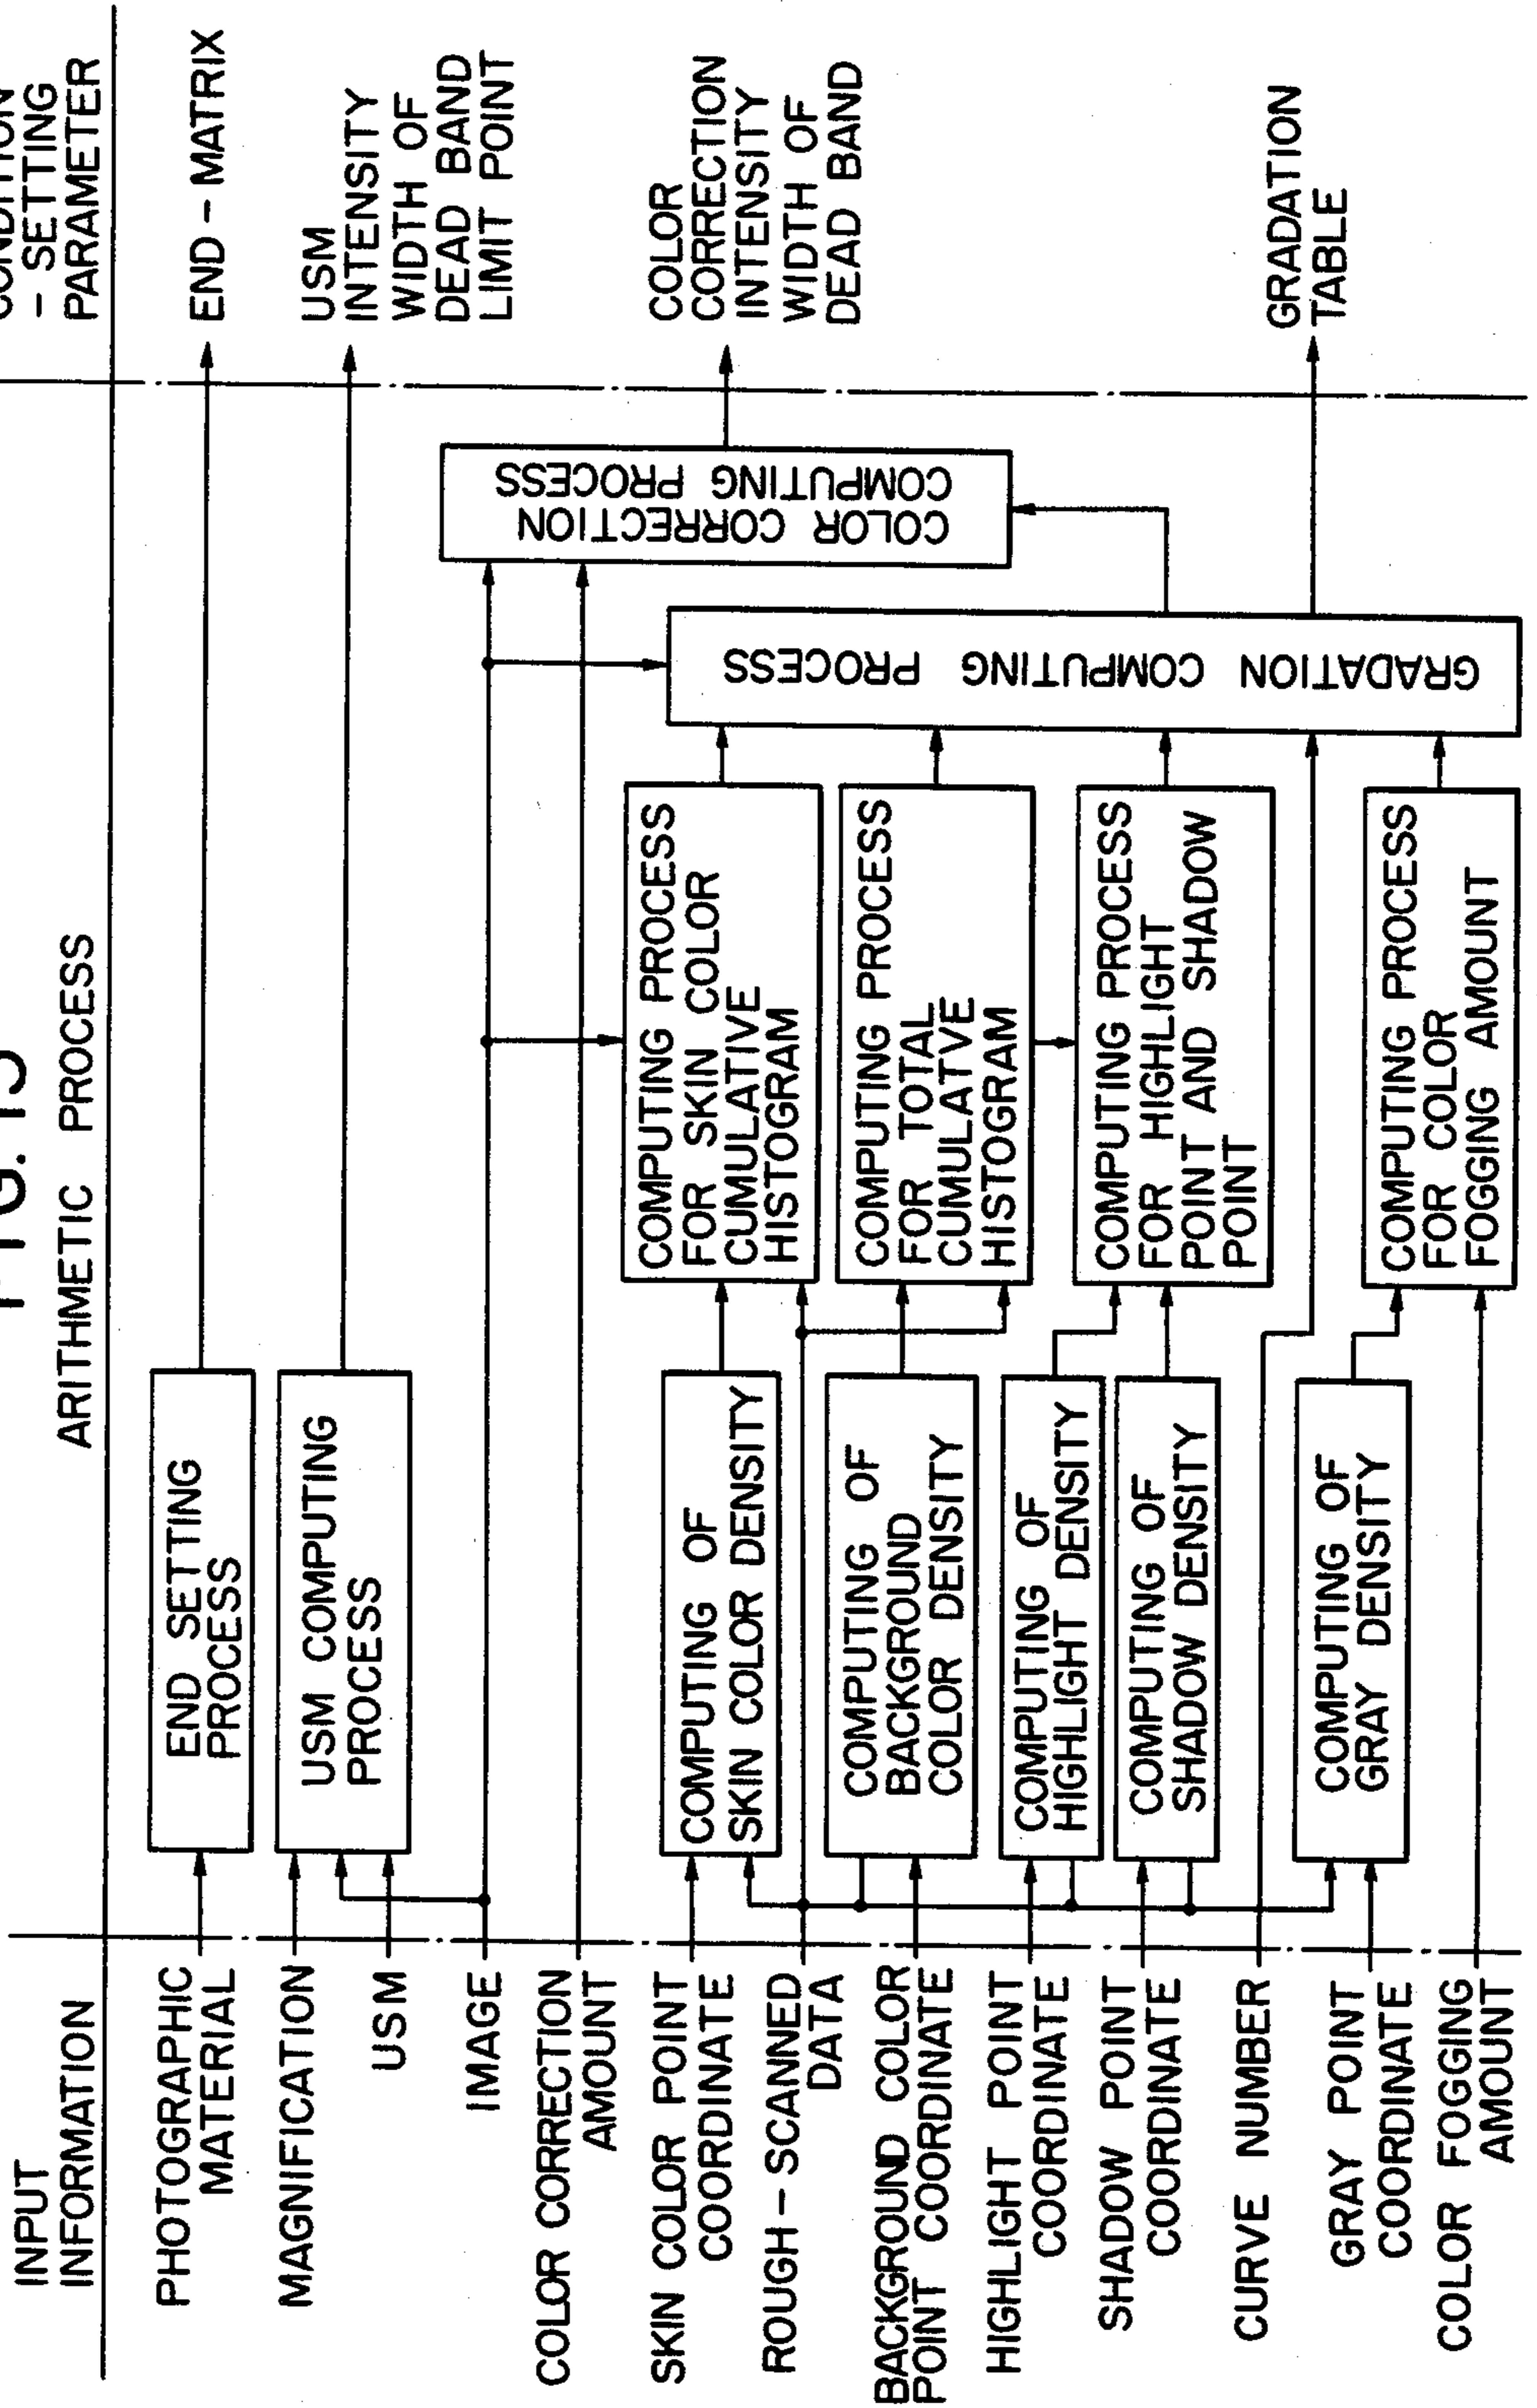 FIG. 15
INPUT
INFORMATION
ARITHMETIC PROCESS
CONDITION
- SETTING
PARAMETER
PHOTOGRAPHIC
MATERIAL
MAGNIFICATION
USM
IMAGE
COLOR CORRECTION
AMOUNT
SKIN COLOR POINT
COORDINATE
ROUGH-SCANNED
DATA
BACKGROUND COLOR
POINT COORDINATE
HIGHLIGHT POINT
COORDINATE
SHADOW POINT
COORDINATE
CURVE NUMBER
GRAY POINT
COORDINATE
COLOR FOGGING
AMOUNT
END SETTING
PROCESS
USM COMPUTING
PROCESS
COMPUTING OF
SKIN COLOR DENSITY
COMPUTING OF
BACKGROUND
COLOR DENSITY
COMPUTING OF
HIGHLIGHT DENSITY
COMPUTING OF
SHADOW DENSITY
COMPUTING OF
GRAY DENSITY
COMPUTING PROCESS
FOR SKIN COLOR
CUMULATIVE
HISTOGRAM
COMPUTING PROCESS
FOR TOTAL
CUMULATVE
HISTOGRAM
COMPUTING PROCESS
FOR HIGHLIGHT
POINT AND SHADOW
POINT
COMPUTING PROCESS
FOR COLOR
FOGGING AMOUNT
GRADATION COMPUTING PROCESS
COLOR CORRECTION
COMPUTING PROCESS
END-MATRIX
USM
INTENSITY
WIDTH OF
DEAD BAND
LIMIT POINT
COLOR
CORRECTION
INTENSITY
WIDTH OF
DEAD BAND
GRADATION
TABLE